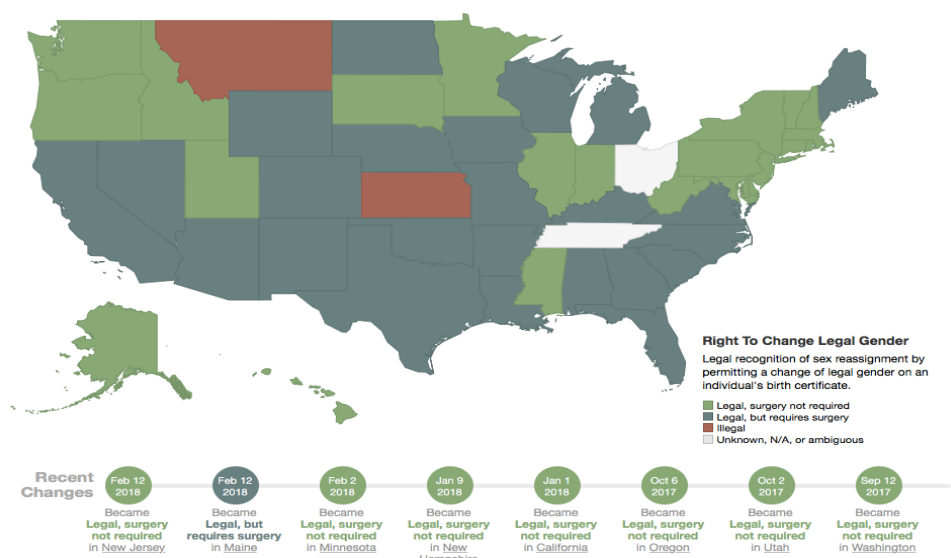 Right To Change Legal Gender
Legal recognition of sex reassignment by
permitting a change of legal gender on an
individual's birth certificate.
Legal, surgery not required
Legal, but requires surgery
Illegal
Unknown, N/A, or ambiguous
Recent
Changes
Feb 12
2018
Became
Legal, surgery
not required
in New Jersey
Feb 12
2018
Became
Legal, but
requires surgery
in Maine
Feb 2
2018
Became
Legal, surgery
not required
in Minnesota
Jan 9
2018
Became
Legal, surgery
not required
in New
Hampshire
Jan 1
2018
Became
Legal, surgery
not required
in California
Oct 6
2017
Became
Legal, surgery
not required
in Oregon
Oct 2
2017
Became
Legal, surgery
not required
in Utah
Sep 12
2017
Became
Legal, surgery
not required
in Washington